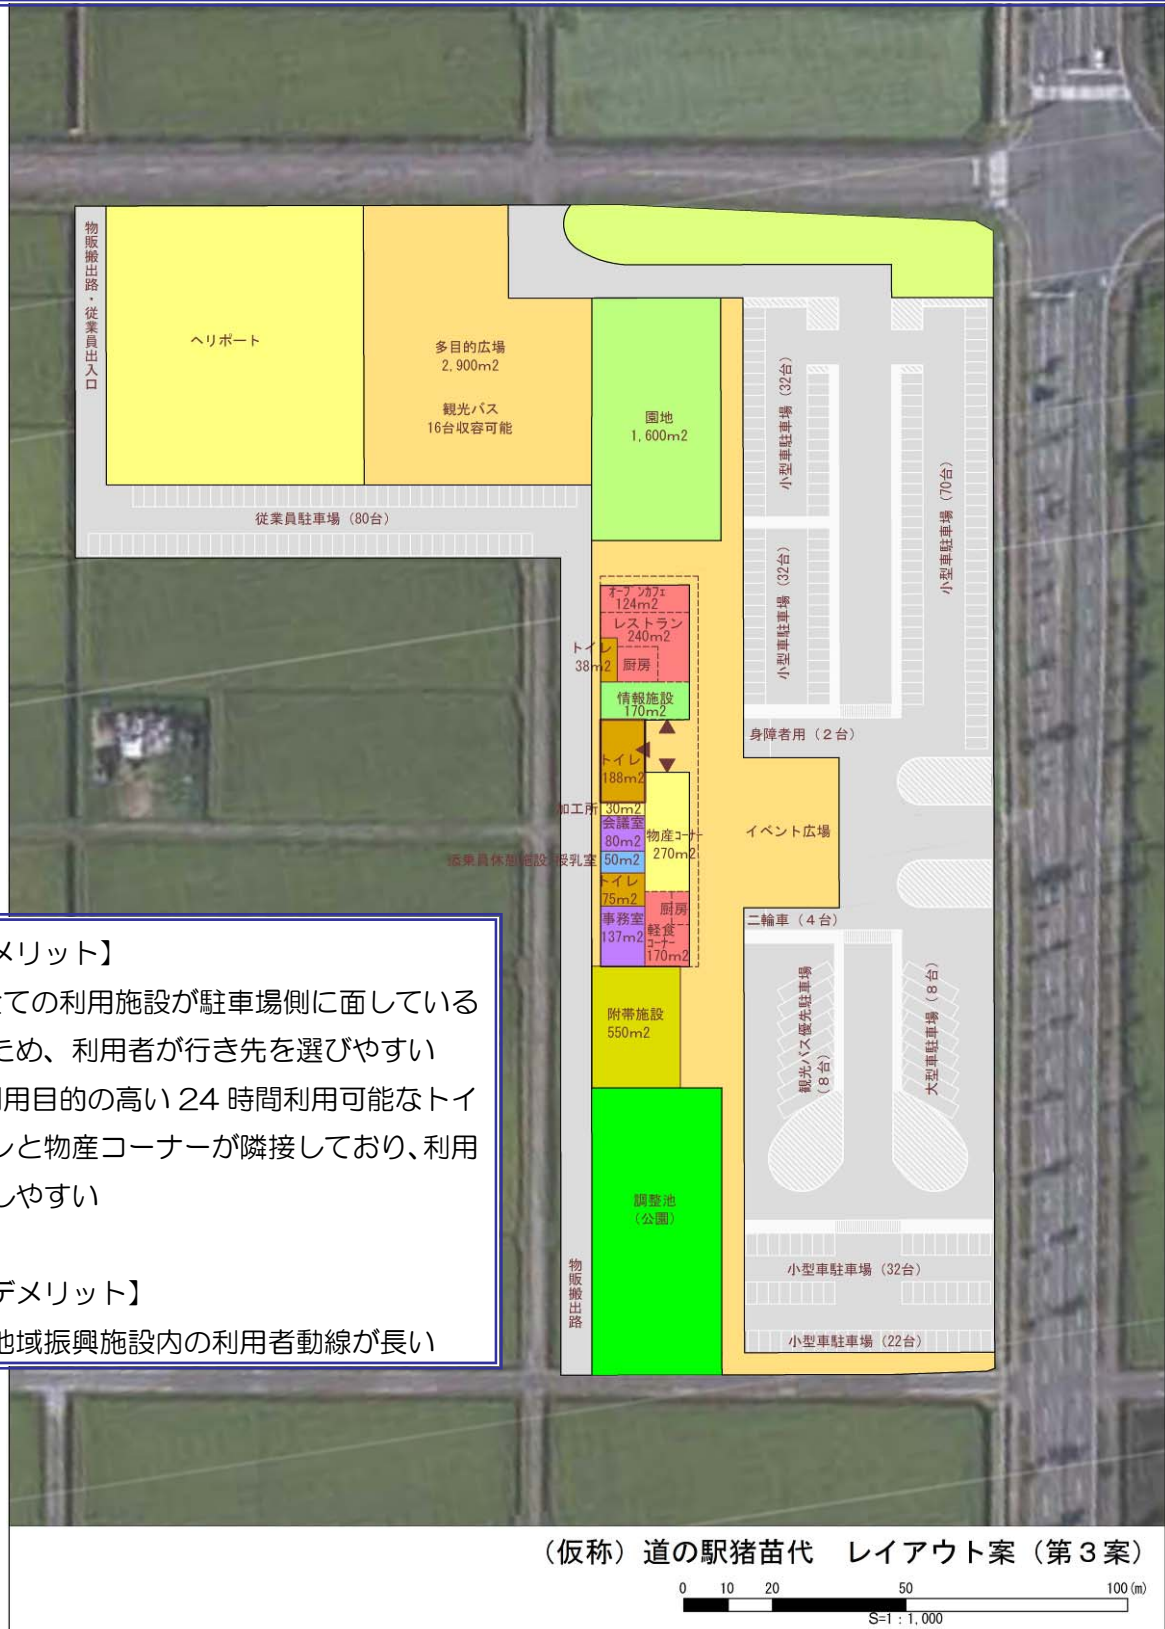 物販搬出路・従業員出入口
ヘリポート
多目的広場
2,900m2
観光バス
16台収容可能
園地
1,600m2
小型車駐車場（32台）
小型車駐車場（70台）
従業員駐車場（80台）
小型車駐車場（32台）
オープンカフェ
124m2
レストラン
240m2
トイレ
38m2
厨房
情報施設
170m2
身障者用（２台）
トイレ
188m2
加工所 30m2
会議室
80m2
物産コーナー
270m2
イベント広場
授乳室
50m2
トイレ
75m2
事務室
137m2
厨房
軽食
コーナー
170m2
二輪車（４台）
観光バス優先駐車場
（８台）
大型車駐車場（８台）
附帯施設
550m2
調整池
（公園）
物販搬出路
小型車駐車場（32台）
小型車駐車場（22台）
メリット】
ての利用施設が駐車場側に面している
ため、利用者が行き先を選びやすい
用目的の高い 24 時間利用可能なトイ
レと物産コーナーが隣接しており、利用
しやすい
デメリット】
地域振興施設内の利用者動線が長い
（仮称）道の駅猪苗代　レイアウト案（第３案）
0 10 20 50 100(m)
S=1：1,000